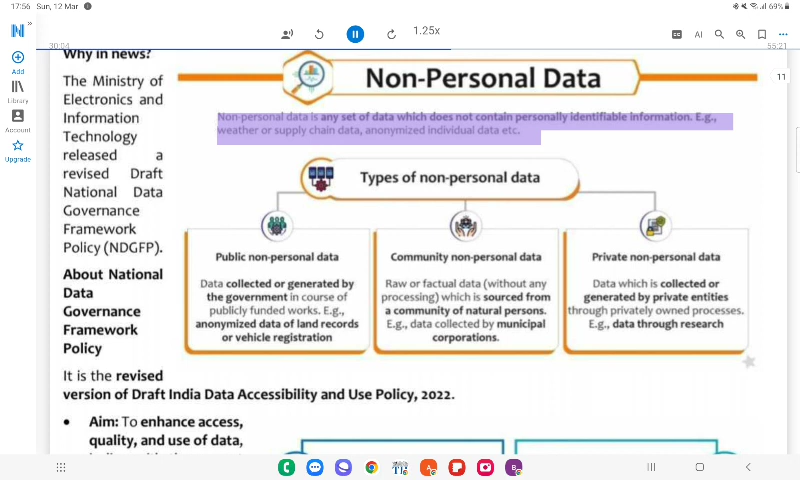 17:56 Sun, 12 Mar
69%
N
»
1.25x
AI
30:04
55:21
Add
Library
Account
Upgrade
11
Why in news?
The Ministry of
Electronics and
Information
Technology
released a
revised Draft
National Data
Governance
Framework
Policy (NDGFP).
About National
Data
Governance
Framework
Policy
It is the revised
version of Draft India Data Accessibility and Use Policy, 2022.
• Aim: To enhance access,
quality, and use of data,
Non-Personal Data
Non-personal data is any set of data which does not contain personally identifiable information. E.g.,
weather or supply chain data, anonymized individual data etc.
Types of non-personal data
Public non-personal data
Data collected or generated by
the government in course of
publicly funded works. E.g.,
anonymized data of land records
or vehicle registration
Community non-personal data
Raw or factual data (without any
processing) which is sourced from
a community of natural persons.
E.g., data collected by municipal
corporations.
Private non-personal data
Data which is collected or
generated by private entities
through privately owned processes.
E.g., data through research